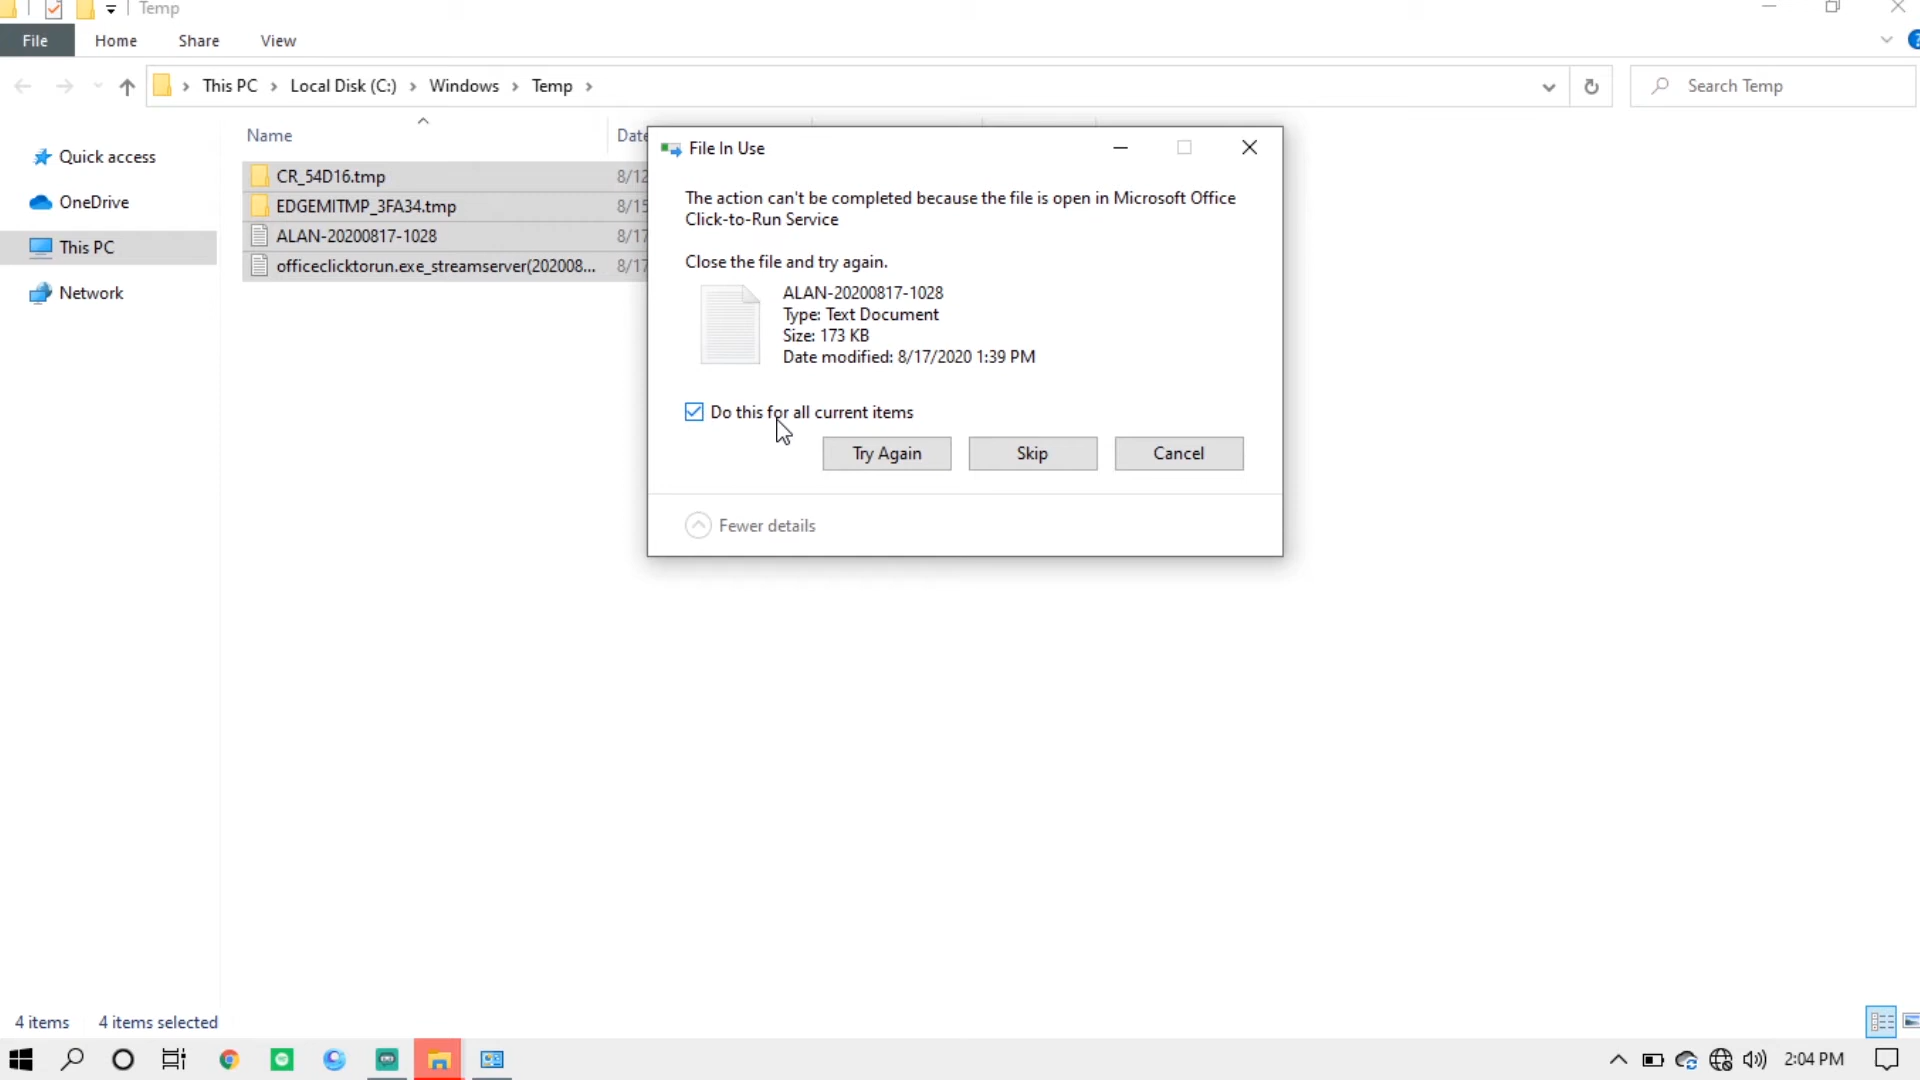 Temp
File Home Share View
This PC Local Disk (C:) Windows Temp Search Temp
Name Date
Quick access
OneDrive
This PC
Network
CR_54D16.tmp 8/12
EDGEMITMP_3FA34.tmp 8/15
ALAN-20200817-1028 8/17
officeclicktorun.exe_streamserver(202008... 8/17
File In Use
The action can't be completed because the file is open in Microsoft Office
Click-to-Run Service
Close the file and try again.
ALAN-20200817-1028
Type: Text Document
Size: 173 KB
Date modified: 8/17/2020 1:39 PM
Do this for all current items
Try Again Skip Cancel
Fewer details
4 items 4 items selected
2:04 PM